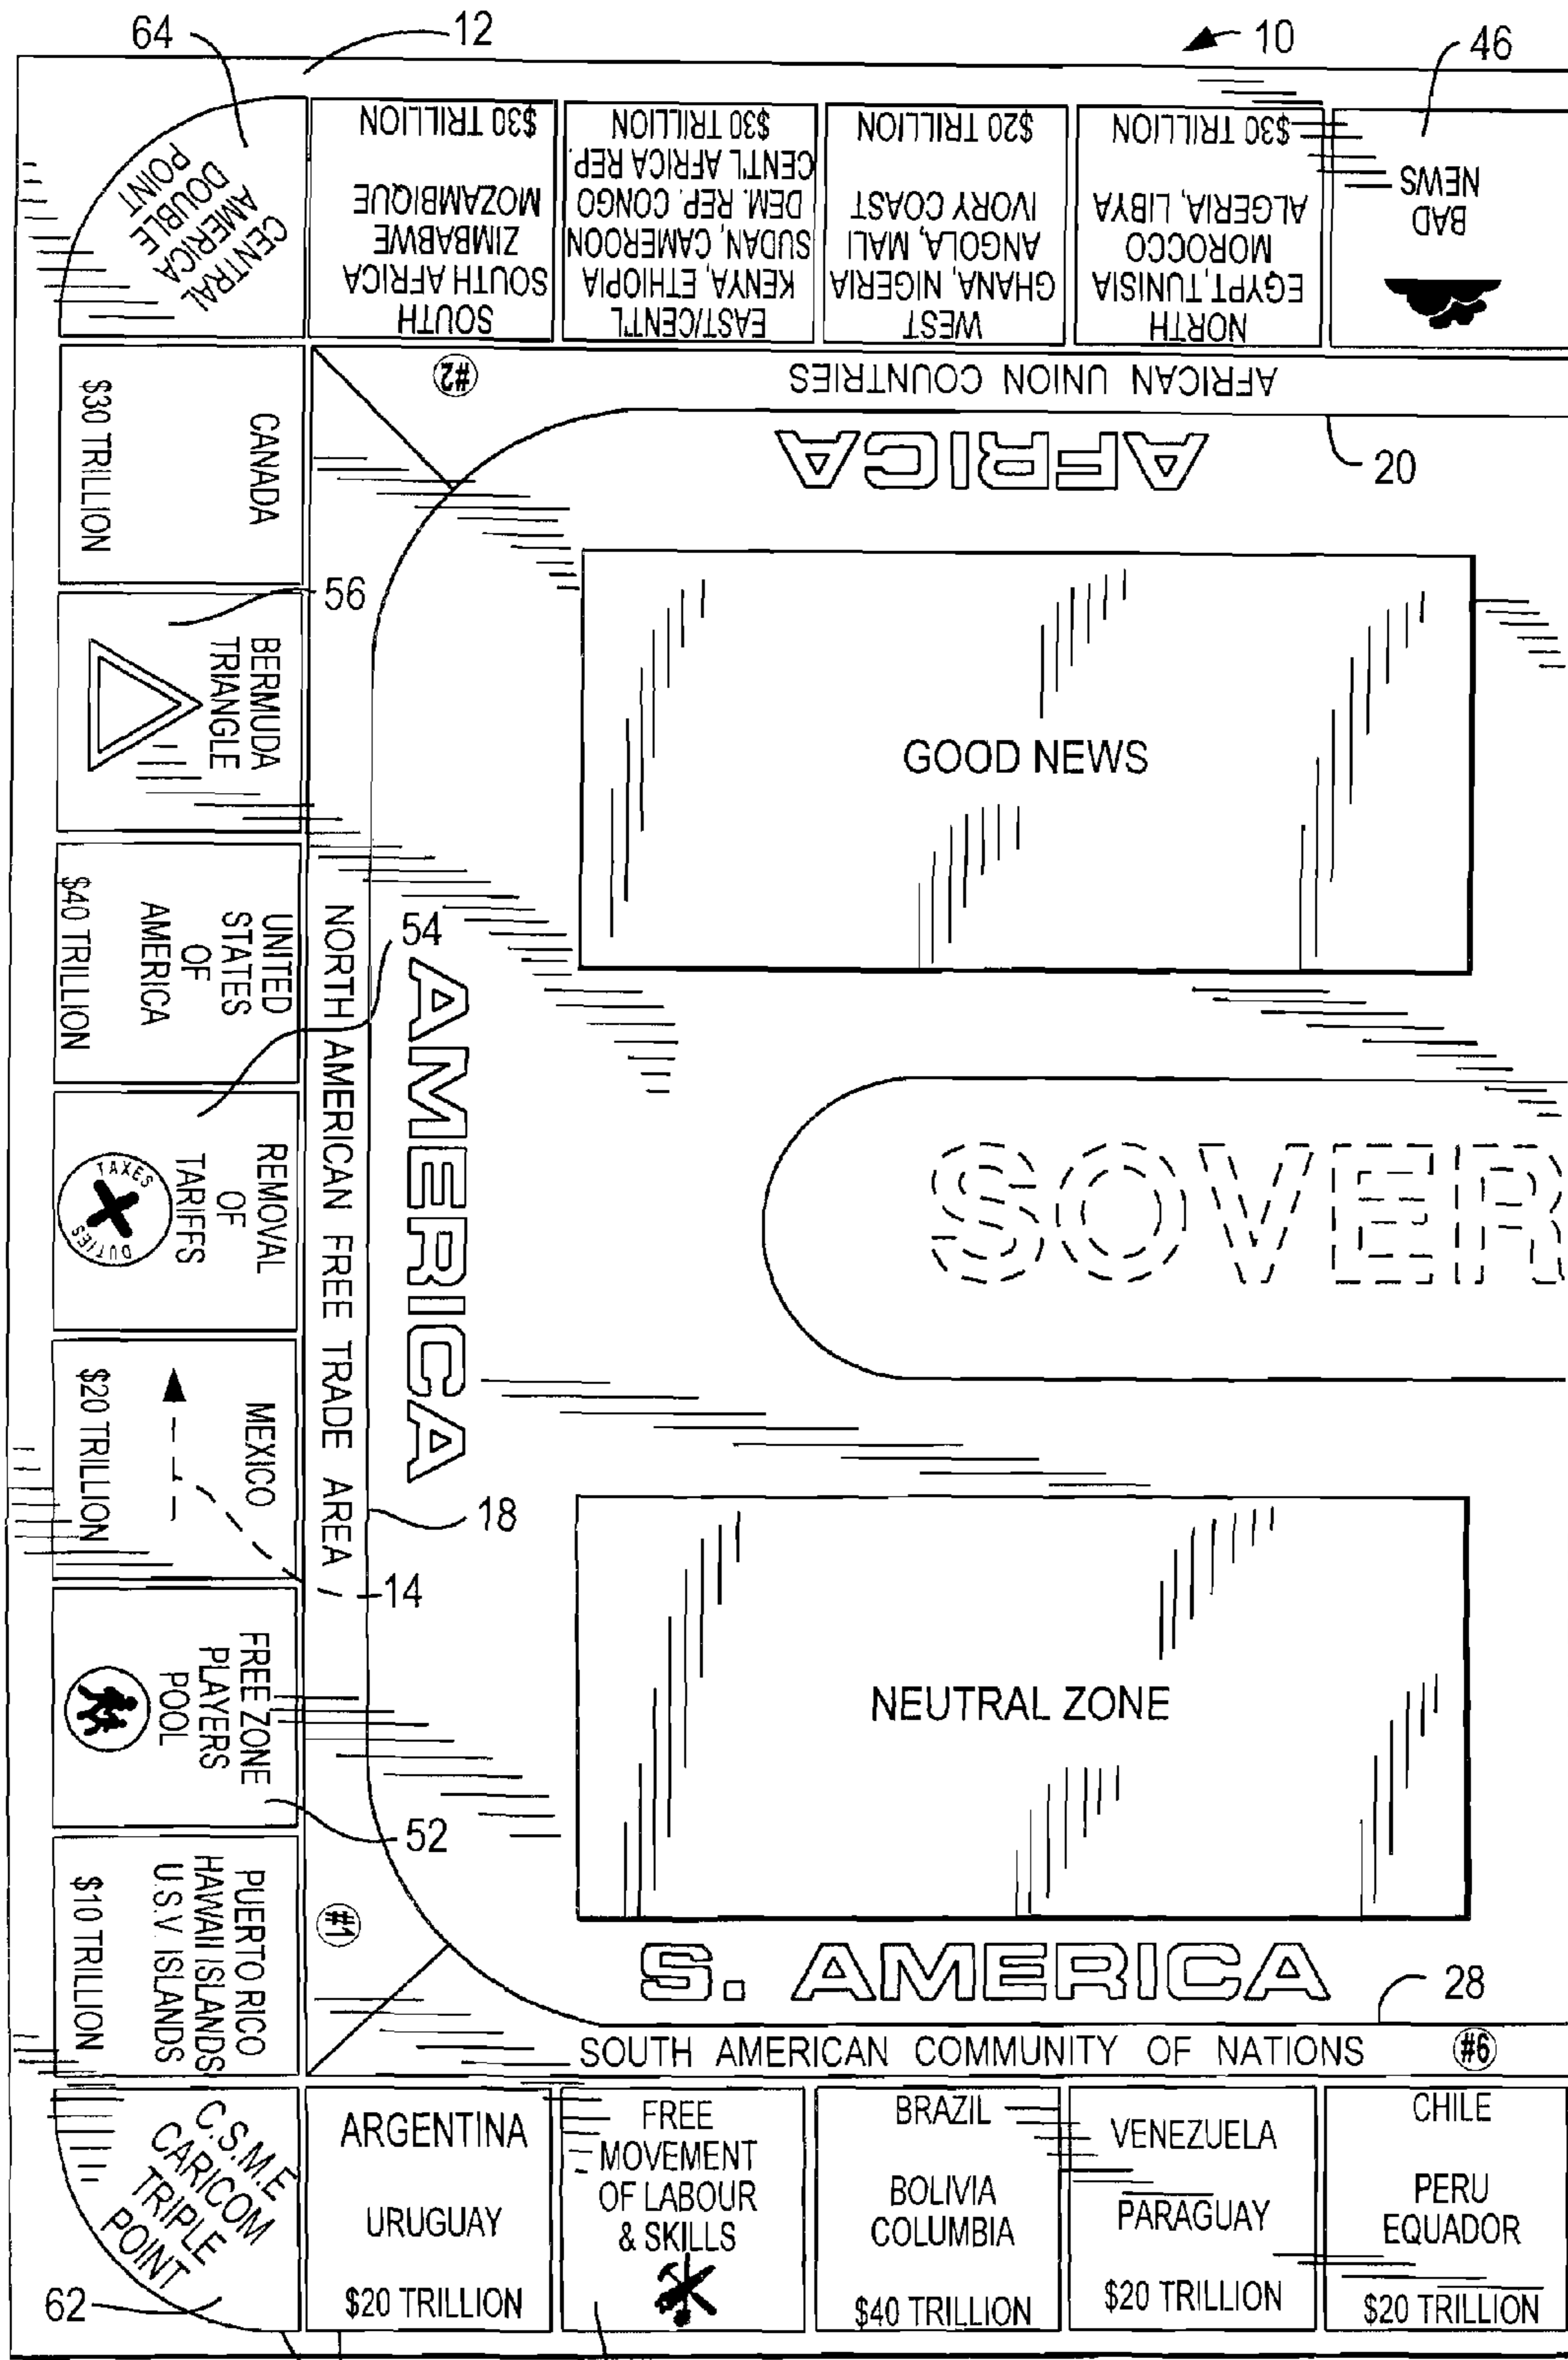 64
12
10
46
CENTRAL
AMERICA
DOUBLE
POINT
SOUTH
SOUTH AFRICA
ZIMBABWE
MOZAMBIQUE
$30 TRILLION
EAST/CENT'L
KENYA, ETHIOPIA
SUDAN, CAMEROON
DEM. REP. CONGO
CENT'L AFRICA REP.
$30 TRILLION
WEST
GHANA, NIGERIA
ANGOLA, MALI
IVORY COAST
$20 TRILLION
NORTH
EGYPT, TUNISIA
MOROCCO
ALGERIA, LIBYA
$30 TRILLION
BAD
NEWS
#2
AFRICAN UNION COUNTRIES
AFRICA
20
CANADA
$30 TRILLION
56
BERMUDA
TRIANGLE
GOOD NEWS
UNITED
STATES
OF
AMERICA
$40 TRILLION
54
NORTH AMERICAN FREE TRADE AREA
AMERICA
REMOVAL
OF
TARIFFS
TAXES
DUTIES
SOVER
MEXICO
$20 TRILLION
18
14
FREE ZONE
PLAYERS
POOL
52
NEUTRAL ZONE
PUERTO RICO
HAWAII ISLANDS
U.S.V. ISLANDS
$10 TRILLION
#1
S. AMERICA
28
SOUTH AMERICAN COMMUNITY OF NATIONS
#6
C.S.M.E
CARICOM
TRIPLE
POINT
62
ARGENTINA
URUGUAY
$20 TRILLION
FREE
MOVEMENT
OF LABOUR
& SKILLS
BRAZIL
BOLIVIA
COLUMBIA
$40 TRILLION
VENEZUELA
PARAGUAY
$20 TRILLION
CHILE
PERU
EQUADOR
$20 TRILLION